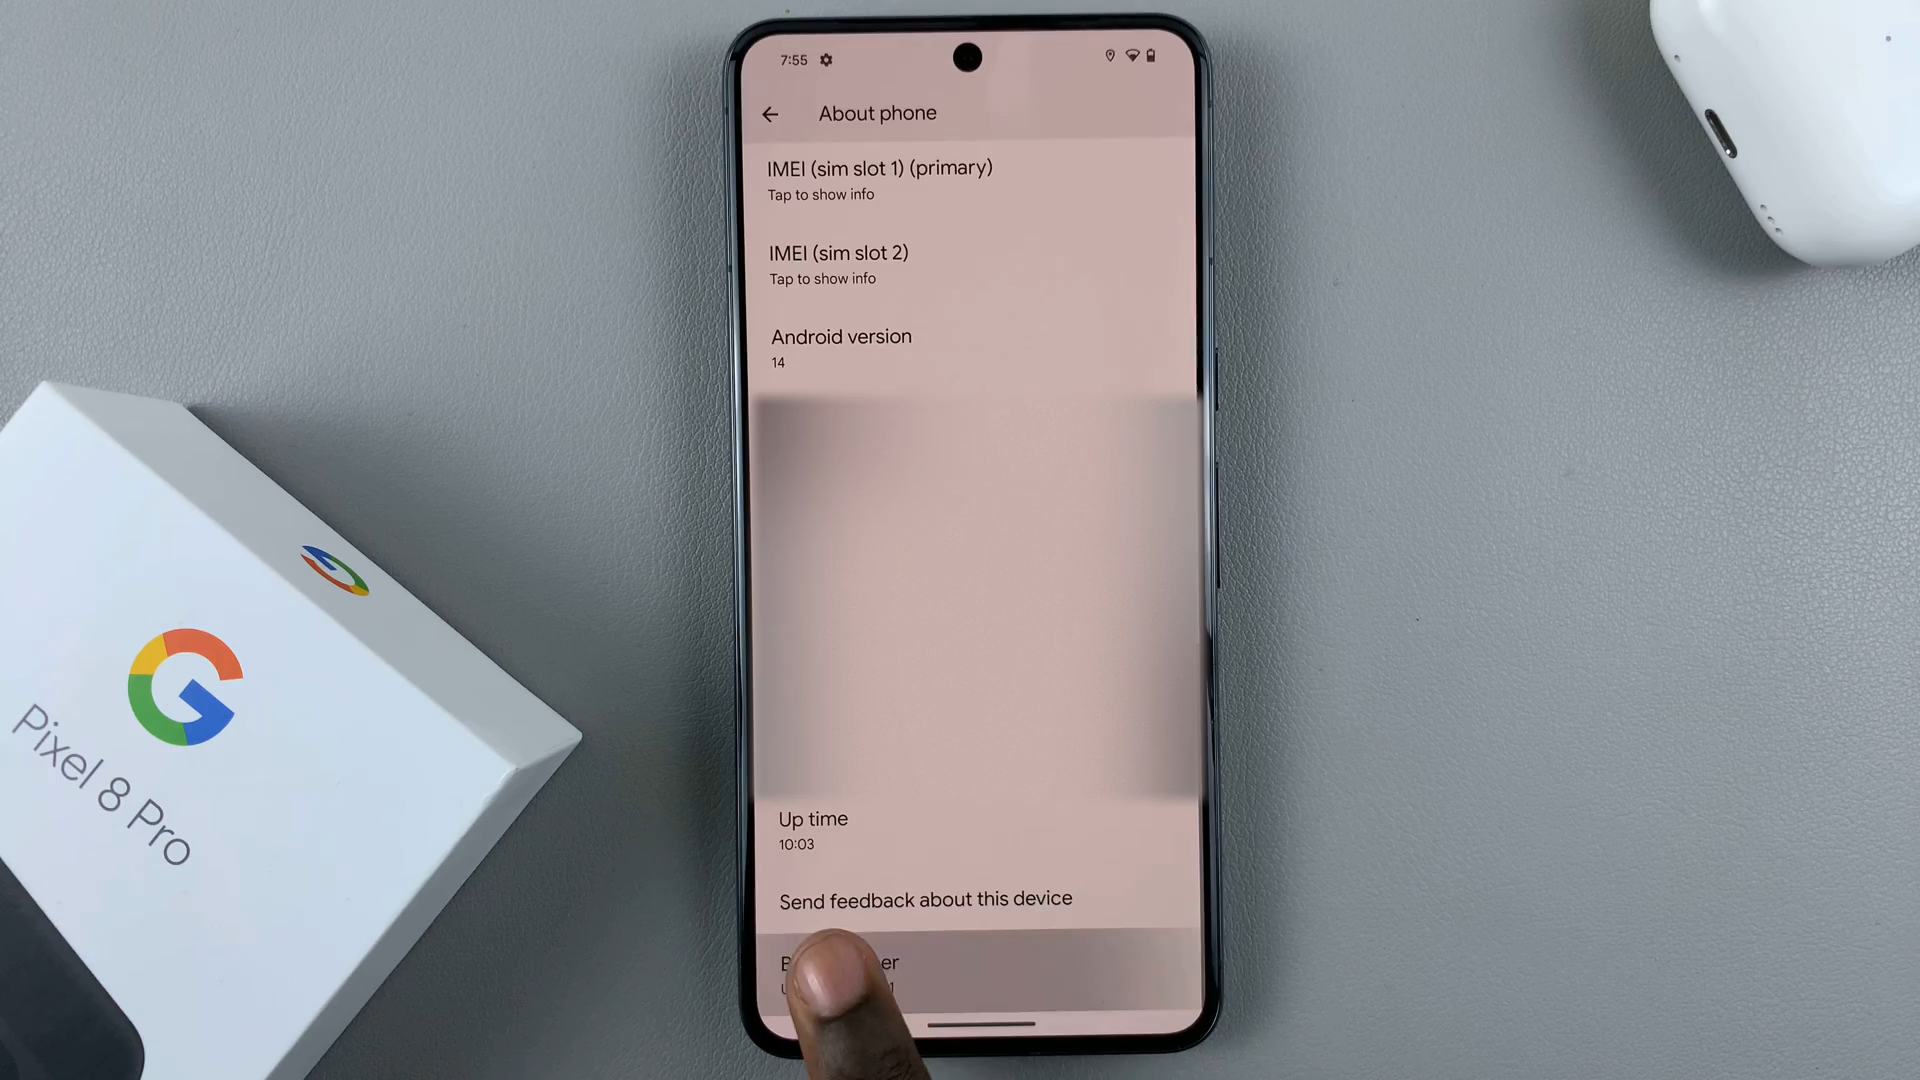 7:55
About phone
IMEI (sim slot 1) (primary)
Tap to show info
IMEI (sim slot 2)
Tap to show info
Android version
14
Up time
10:03
Send feedback about this device
G
Pixel 8 Pro